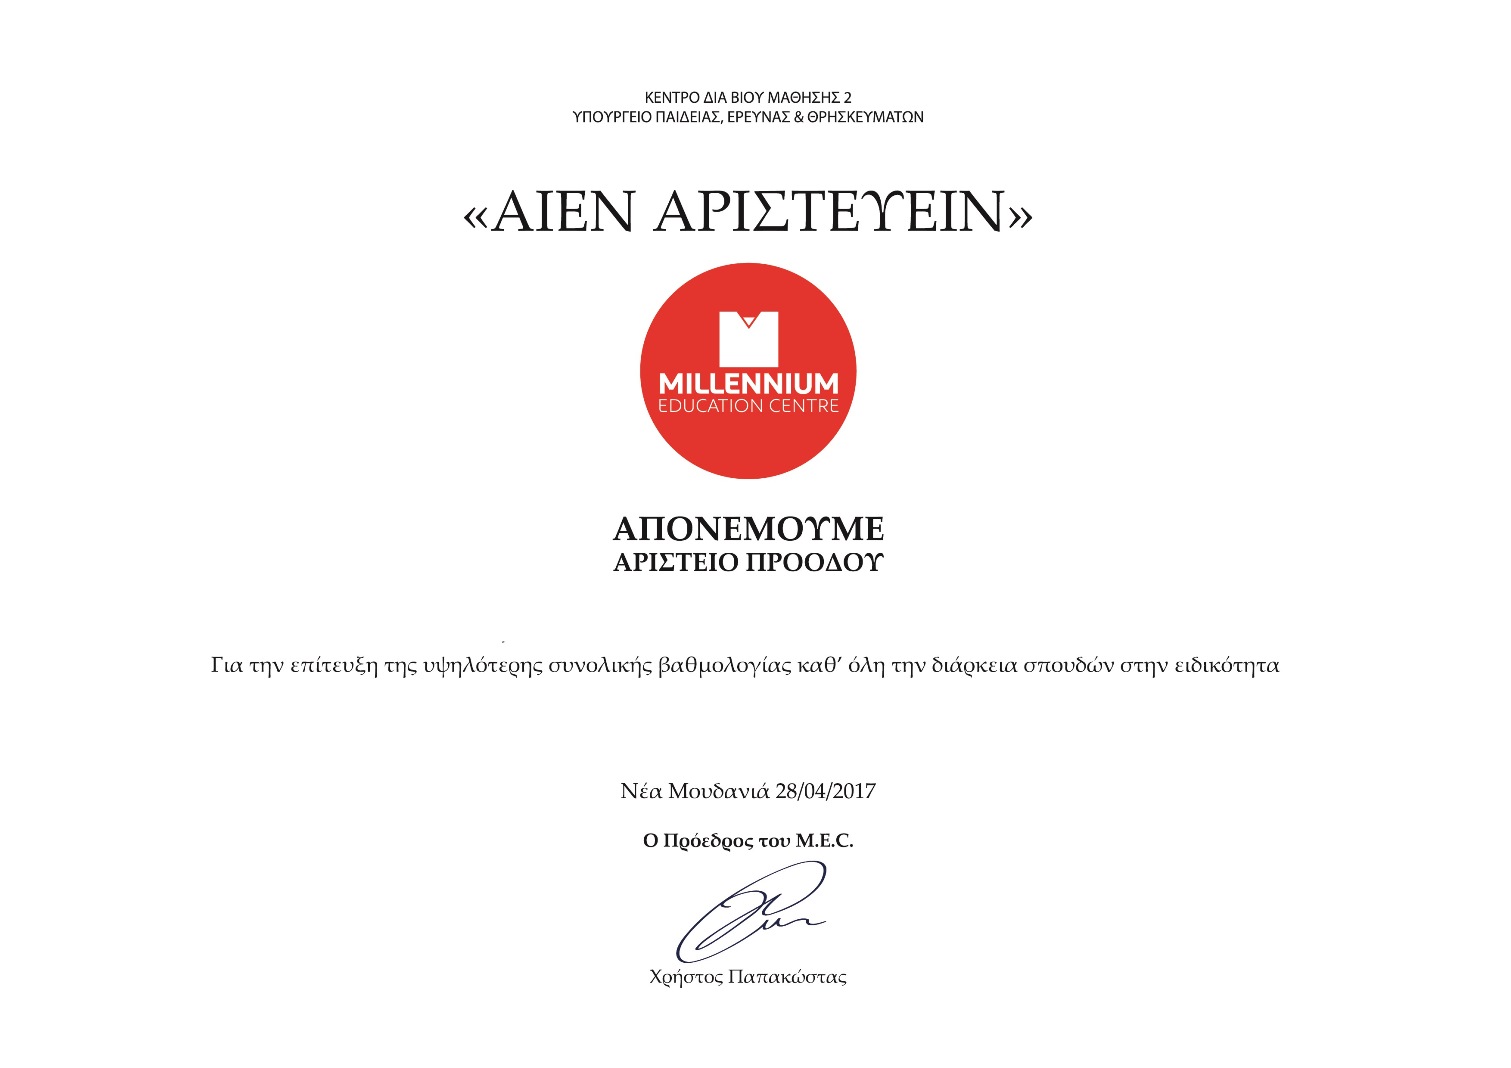 ΚΕΝΤΡΟ ΔΙΑ ΒΙΟΥ ΜΑΘΗΣΗΣ 2
ΥΠΟΥΡΓΕΙΟ ΠΑΙΔΕΙΑΣ, ΕΡΕΥΝΑΣ & ΘΡΗΣΚΕΥΜΑΤΩΝ
«ΑΙΕΝ ΑΡΙΣΤΕΥΕΙΝ»
MILLENNIUM
EDUCATION CENTRE
ΑΠΟΝΕΜΟΥΜΕ
ΑΡΙΣΤΕΙΟ ΠΡΟΟΔΟΥ
Για την επίτευξη της υψηλότερης συνολικής βαθμολογίας καθ’ όλη την διάρκεια σπουδών στην ειδικότητα
Νέα Μουδανιά 28/04/2017
Ο Πρόεδρος του M.E.C.
Χρήστος Παπακώστας